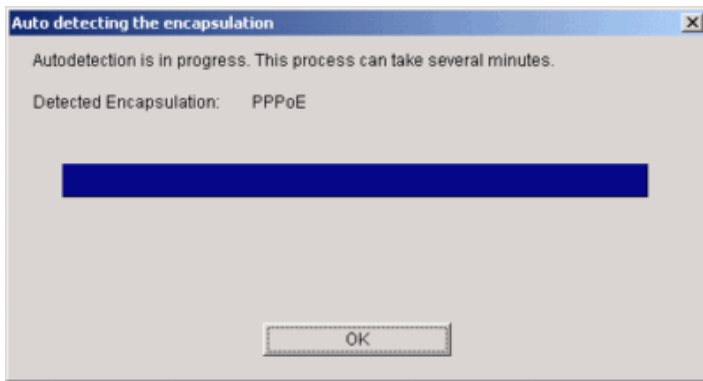 Auto detecting the encapsulation
Autodetection is in progress. This process can take several minutes.
Detected Encapsulation: PPPoE
OK